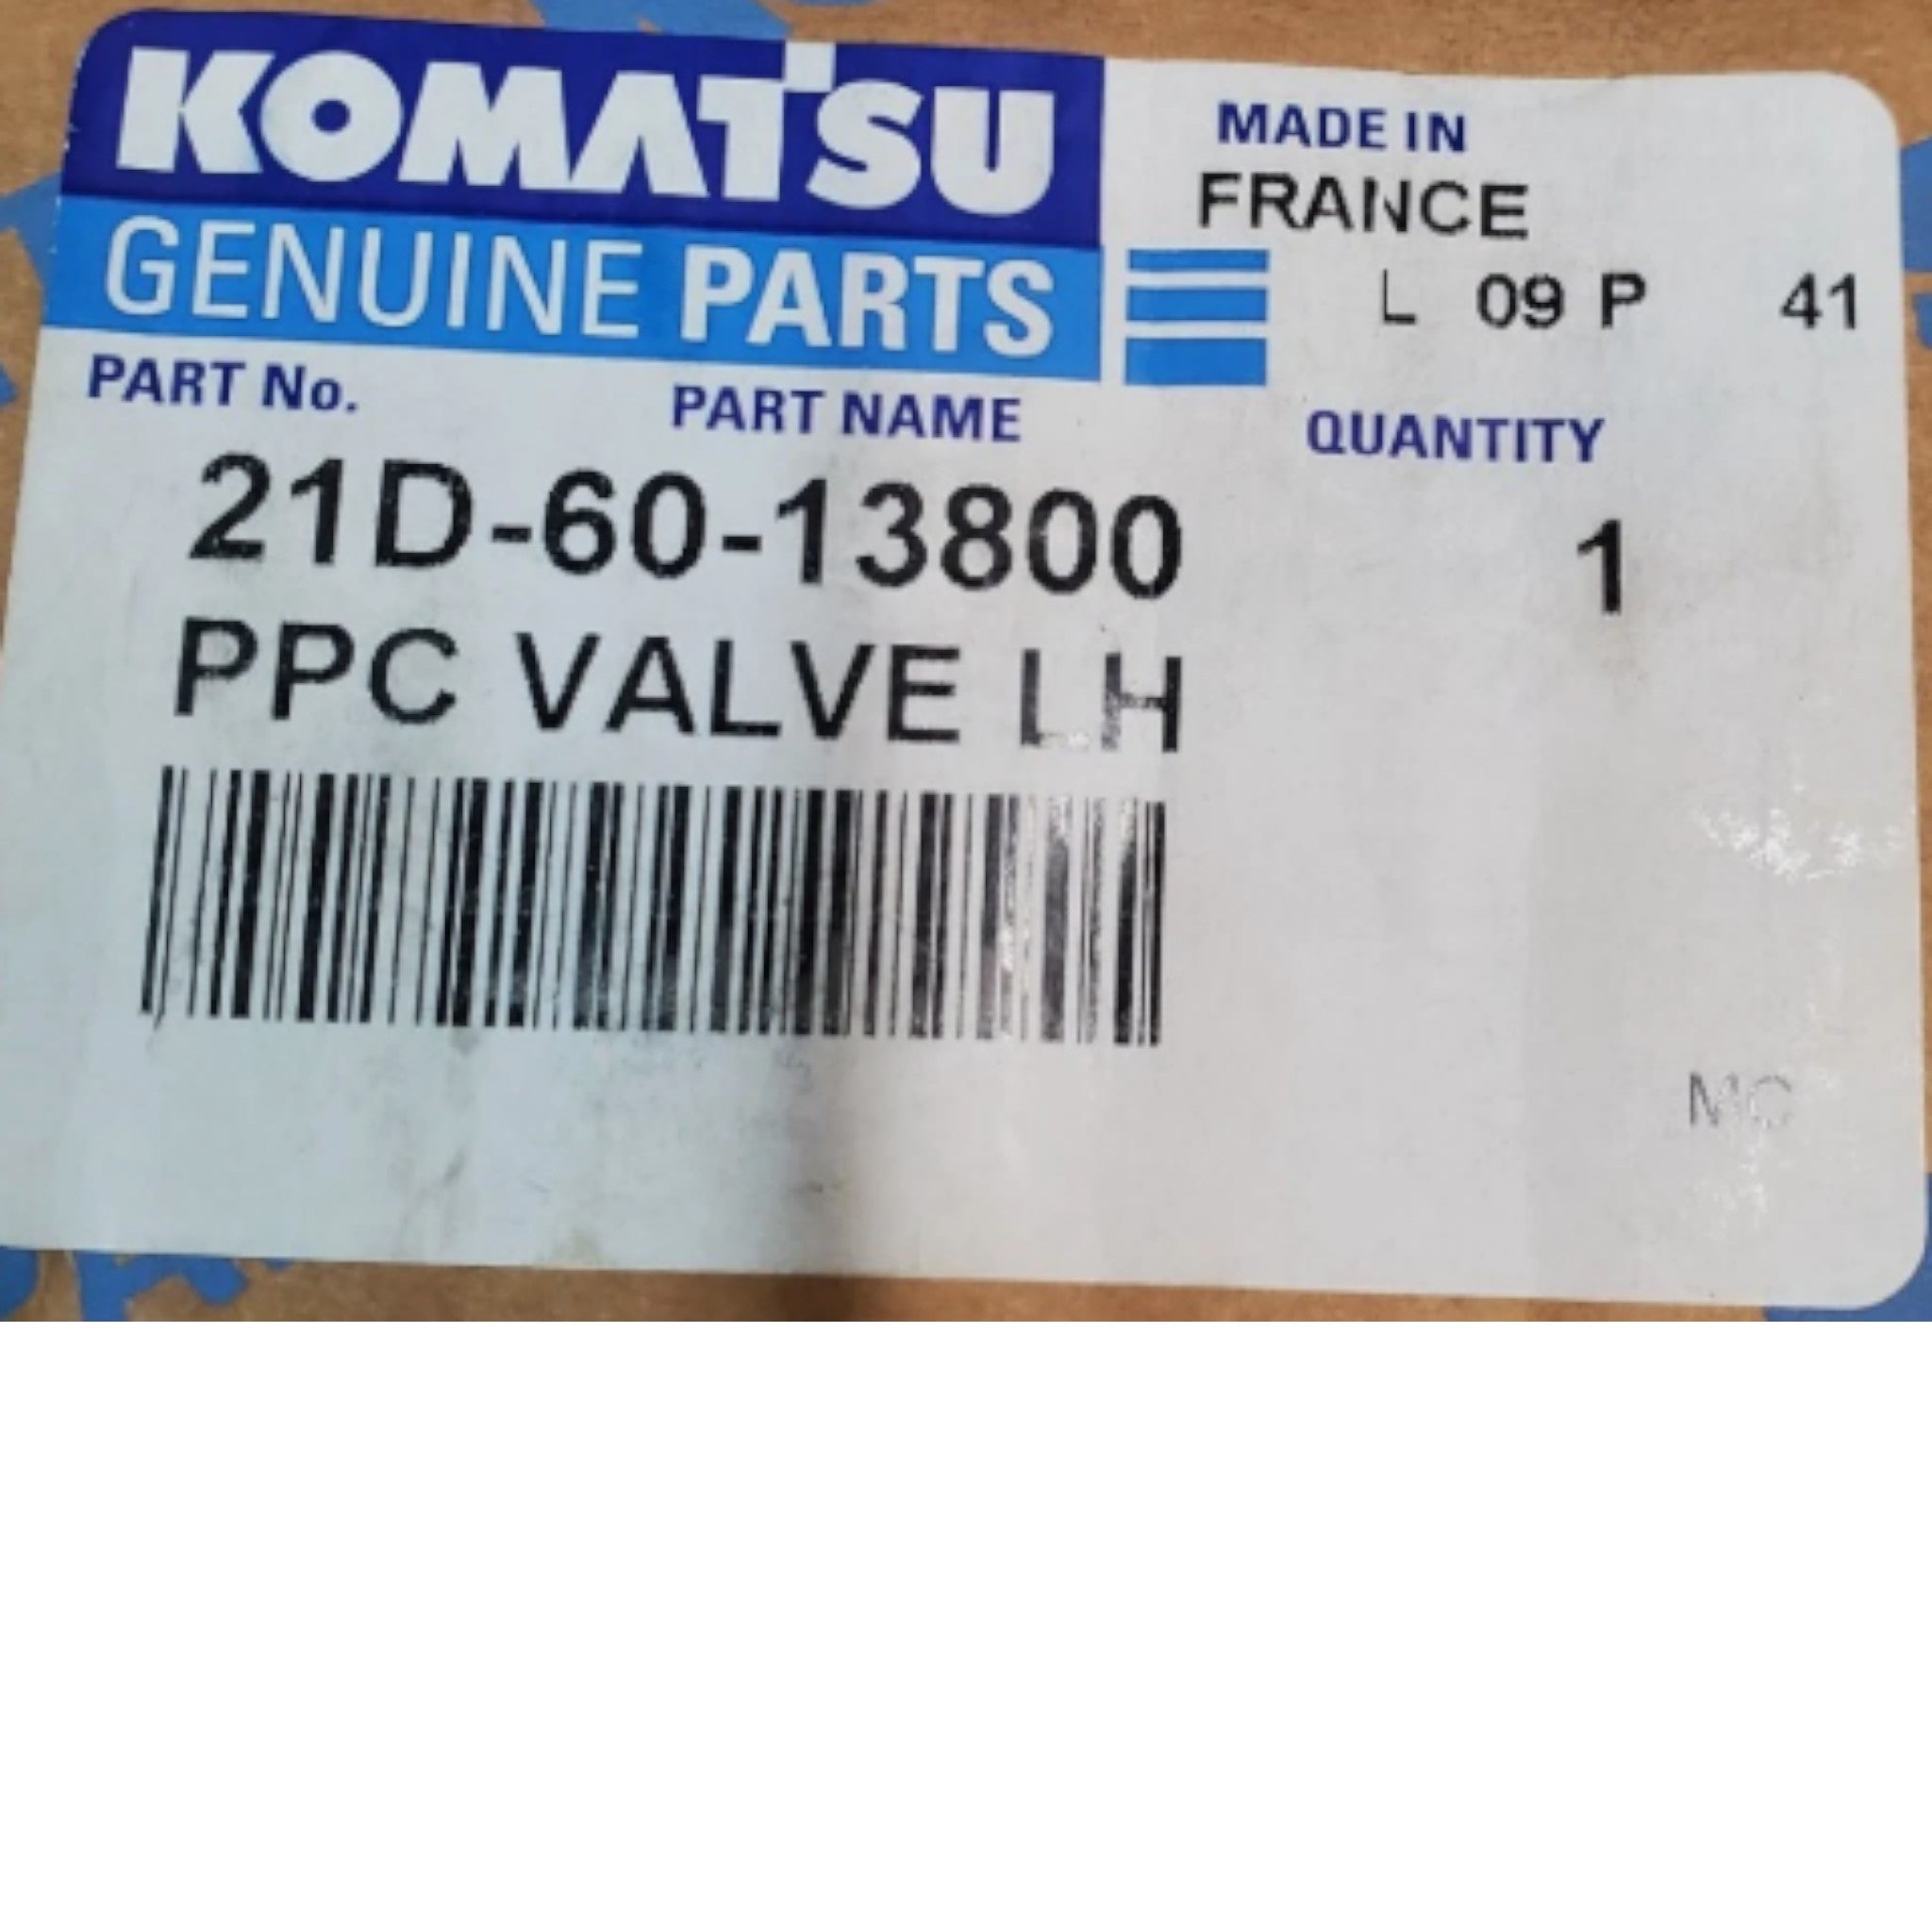 KOMATSU
GENUINE PARTS
MADE IN
FRANCE
L 09 P 41
PART No. PART NAME QUANTITY
21D-60-13800 1
PPC VALVE LH